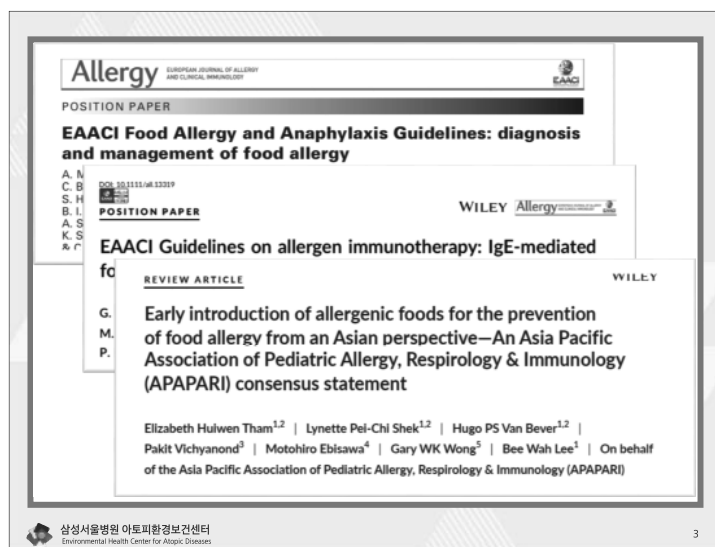 Allergy EUROPEAN JOURNAL OF ALLERGY
AND CLINICAL IMMUNOLOGY
EAACI
POSITION PAPER
EAACI Food Allergy and Anaphylaxis Guidelines: diagnosis
and management of food allergy
A. M
C. B
S. H
B. I.
A. S
K. S
& C
DOI: 10.1111/all.13319
POSITION PAPER
WILEY Allergy
EAACI Guidelines on allergen immunotherapy: IgE-mediated
fo
G.
M.
P.
REVIEW ARTICLE
WILEY
Early introduction of allergenic foods for the prevention
of food allergy from an Asian perspective—An Asia Pacific
Association of Pediatric Allergy, Respirology & Immunology
(APAPARI) consensus statement
Elizabeth Huiwen Tham1,2 | Lynette Pei-Chi Shek1,2 | Hugo PS Van Bever1,2 |
Pakit Vichyanond3 | Motohiro Ebisawa4 | Gary WK Wong5 | Bee Wah Lee1 | On behalf
of the Asia Pacific Association of Pediatric Allergy, Respirology & Immunology (APAPARI)
삼성서울병원 아토피환경보건센터
Environmental Health Center for Atopic Diseases
3